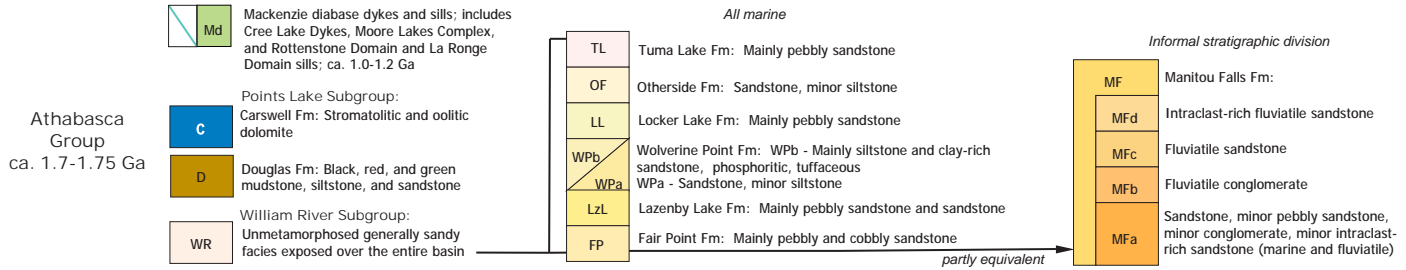 Athabasca
Group
ca. 1.7-1.75 Ga
Md
Mackenzie diabase dykes and sills; includes
Cree Lake Dykes, Moore Lakes Complex,
and Rottenstone Domain and La Ronge
Domain sills; ca. 1.0-1.2 Ga
Points Lake Subgroup:
C
Carswell Fm: Stromatolitic and oolitic
dolomite
D
Douglas Fm: Black, red, and green
mudstone, siltstone, and sandstone
William River Subgroup:
WR
Unmetamorphosed generally sandy
facies exposed over the entire basin
All marine
TL
Tuma Lake Fm: Mainly pebbly sandstone
OF
Otherside Fm: Sandstone, minor siltstone
LL
Locker Lake Fm: Mainly pebbly sandstone
WPb
WPa
Wolverine Point Fm: WPb - Mainly siltstone and clay-rich
sandstone, phosphoritic, tuffaceous
WPa - Sandstone, minor siltstone
LzL
Lazenby Lake Fm: Mainly pebbly sandstone and sandstone
FP
Fair Point Fm: Mainly pebbly and cobbly sandstone
partly equivalent
Informal stratigraphic division
MF
Manitou Falls Fm:
MFd
Intraclast-rich fluviatile sandstone
MFc
Fluviatile sandstone
MFb
Fluviatile conglomerate
MFa
Sandstone, minor pebbly sandstone,
minor conglomerate, minor intraclast-
rich sandstone (marine and fluviatile)